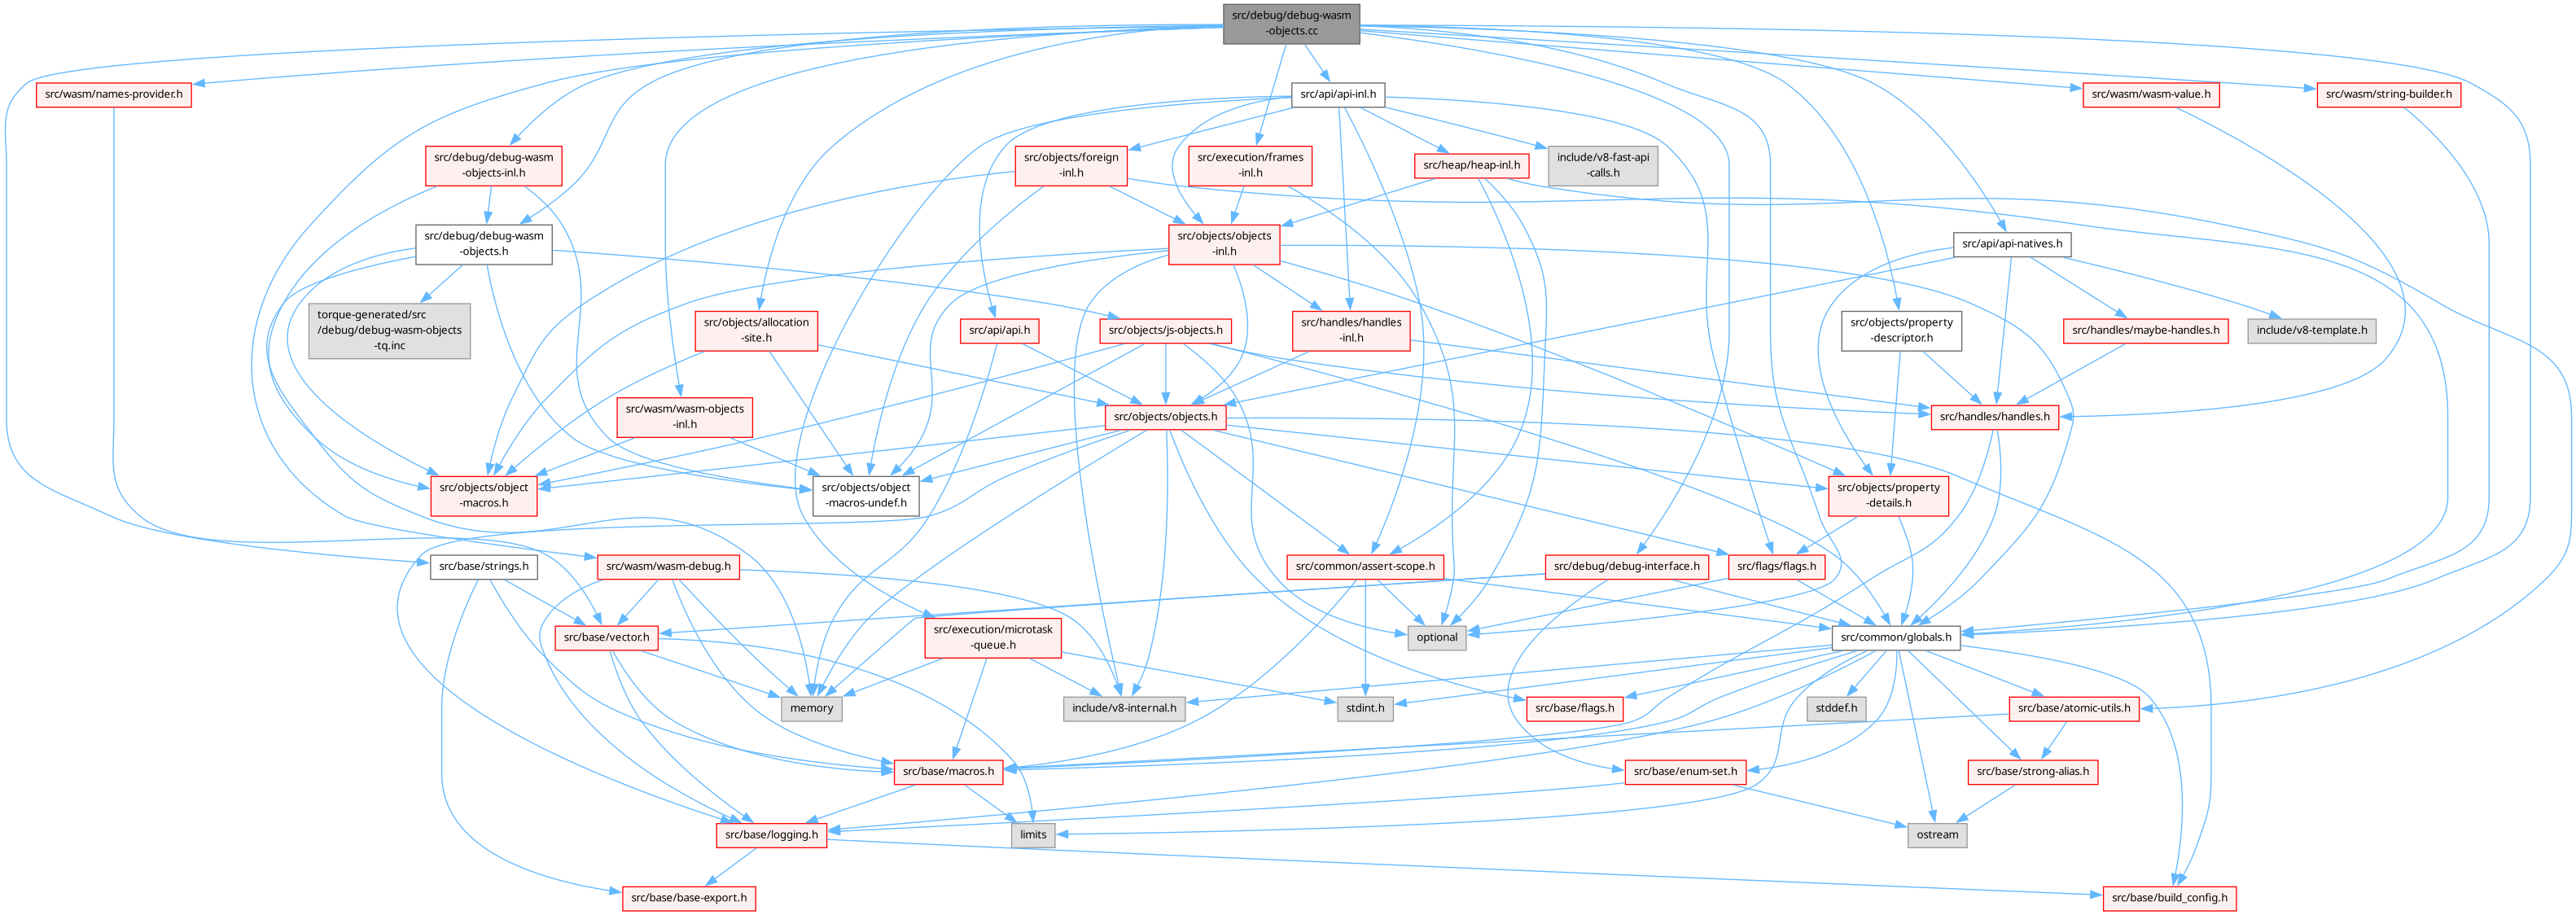 src/debug/debug-wasm
-objects.cc
src/wasm/names-provider.h
src/api/api-inl.h
src/wasm/wasm-value.h
src/wasm/string-builder.h
src/debug/debug-wasm
-objects-inl.h
src/objects/foreign
-inl.h
src/execution/frames
-inl.h
src/heap/heap-inl.h
include/v8-fast-api
-calls.h
src/debug/debug-wasm
-objects.h
src/objects/objects
-inl.h
src/api/api-natives.h
torque-generated/src
/debug/debug-wasm-objects
-tq.inc
src/objects/allocation
-site.h
src/api/api.h
src/objects/js-objects.h
src/handles/handles
-inl.h
src/objects/property
-descriptor.h
src/handles/maybe-handles.h
include/v8-template.h
src/wasm/wasm-objects
-inl.h
src/objects/objects.h
src/handles/handles.h
src/objects/object
-macros.h
src/objects/object
-macros-undef.h
src/objects/property
-details.h
src/base/strings.h
src/wasm/wasm-debug.h
src/common/assert-scope.h
src/debug/debug-interface.h
src/flags/flags.h
src/base/vector.h
src/execution/microtask
-queue.h
optional
src/common/globals.h
memory
include/v8-internal.h
stdint.h
src/base/flags.h
stddef.h
src/base/atomic-utils.h
src/base/macros.h
src/base/enum-set.h
src/base/strong-alias.h
src/base/logging.h
limits
ostream
src/base/base-export.h
src/base/build_config.h